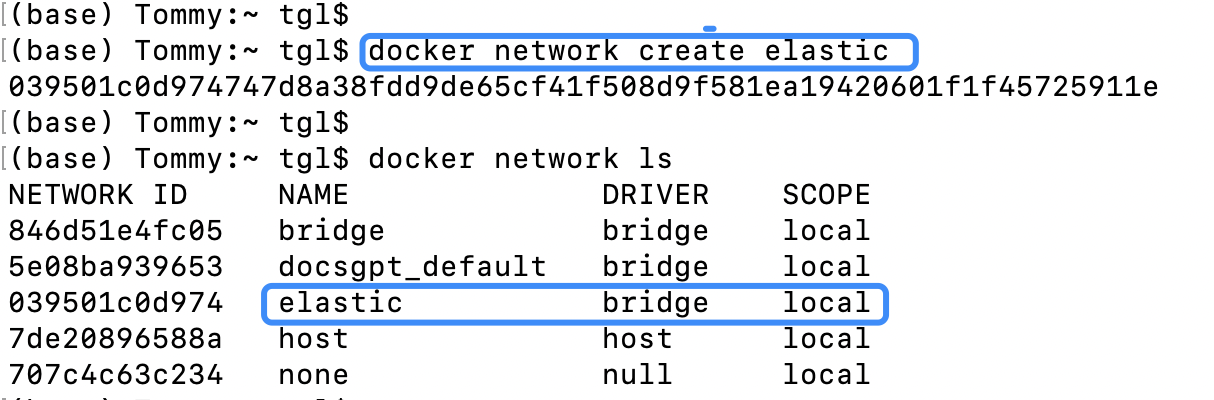 [(base) Tommy:~ tgl$
[(base) Tommy:~ tgl$ docker network create elastic
039501c0d974747d8a38fdd9de65cf41f508d9f581ea19420601f1f45725911e
[(base) Tommy:~ tgl$
[(base) Tommy:~ tgl$ docker network ls
NETWORK ID     NAME              DRIVER    SCOPE
846d51e4fc05   bridge            bridge    local
5e08ba939653   docsgpt_default   bridge    local
039501c0d974   elastic           bridge    local
7de20896588a   host              host      local
707c4c63c234   none              null      local